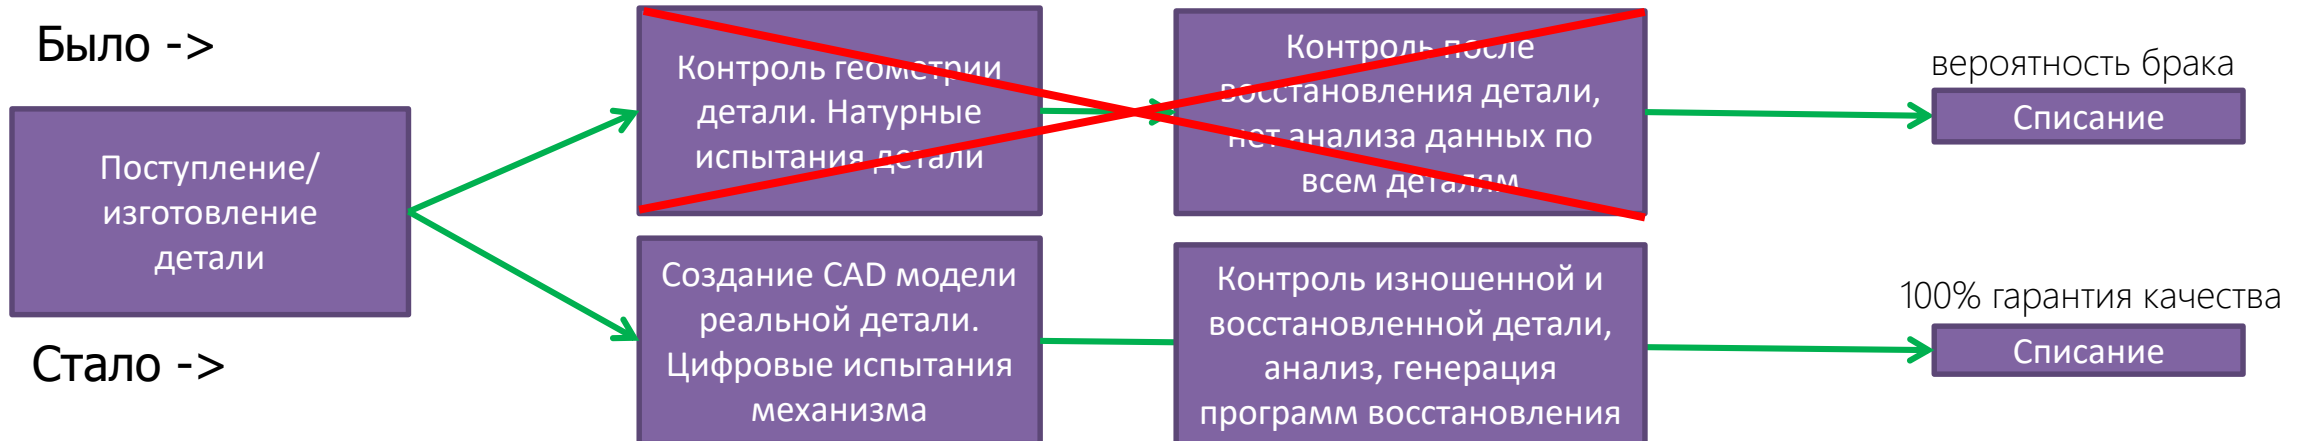 Было ->
Поступление/
изготовление
детали
Стало ->
Контроль геометрии
детали. Натурные
испытания детали
Контроль после
восстановления детали,
нет анализа данных по
всем деталям
вероятность брака
Списание
Создание CAD модели
реальной детали.
Цифровые испытания
механизма
Контроль изношенной и
восстановленной детали,
анализ, генерация
программ восстановления
100% гарантия качества
Списание